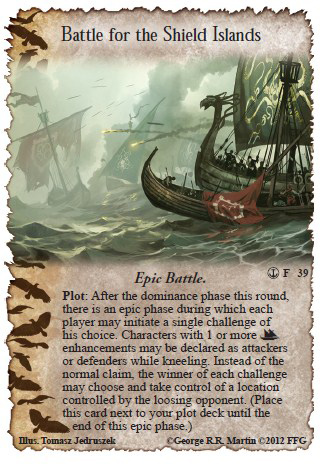 Battle for the Shield Islands
F 39
Epic Battle.
Plot: After the dominance phase this round,
there is an epic phase during which each
player may initiate a single challenge of
his choice. Characters with 1 or more
enhancements may be declared as attackers
or defenders while kneeling. Instead of the
normal claim, the winner of each challenge
may choose and take control of a location
controlled by the loosing opponent. (Place
this card next to your plot deck until the
end of this epic phase.)
Illus. Tomasz Jedruszek ©George R.R. Martin ©2012 FFG